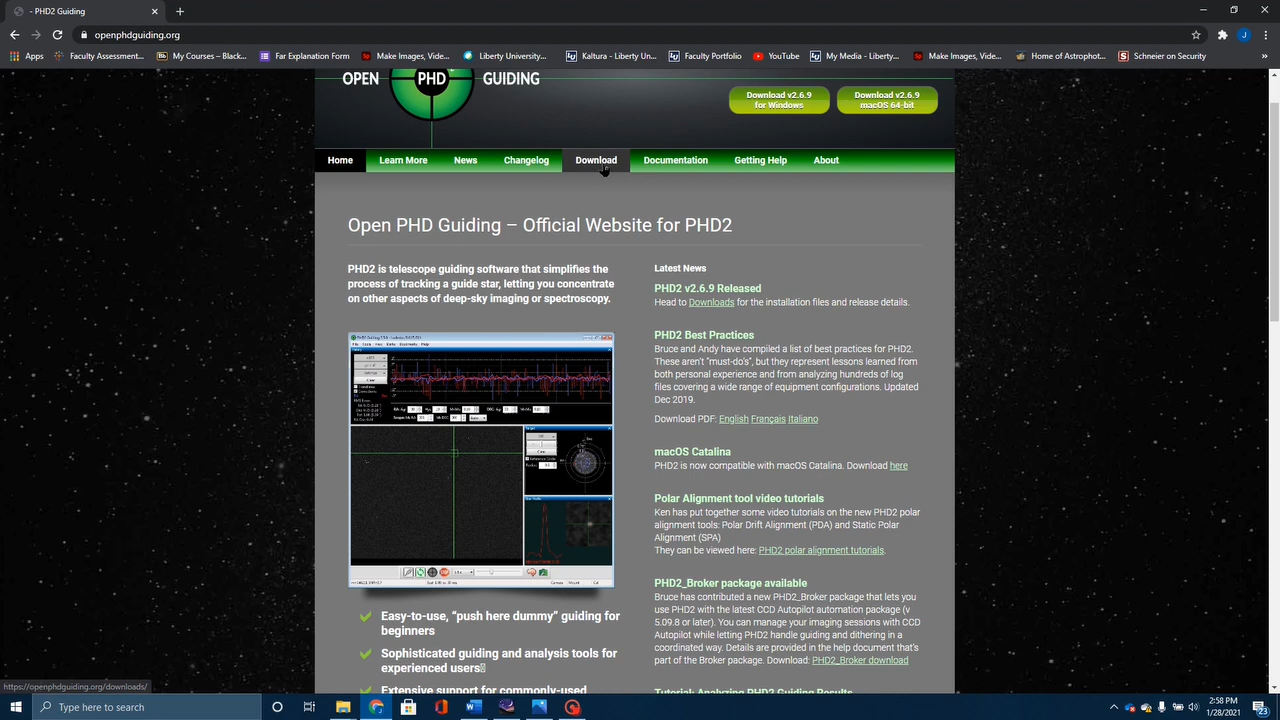 - PHD2 Guiding
openphdguiding.org
Apps
Faculty Assessment...
My Courses – Black...
Far Explanation Form
Make Images, Vide...
Liberty University...
Kaltura - Liberty Un...
Faculty Portfolio
YouTube
My Media - Liberty...
Make Images, Vide...
Home of Astrophot...
Schneier on Security
OPEN PHD GUIDING
Download v2.6.9
for Windows
Download v2.6.9
macOS 64-bit
Home Learn More News Changelog Download Documentation Getting Help About
Open PHD Guiding – Official Website for PHD2
PHD2 is telescope guiding software that simplifies the
process of tracking a guide star, letting you concentrate
on other aspects of deep-sky imaging or spectroscopy.
Easy-to-use, “push here dummy” guiding for
beginners
Sophisticated guiding and analysis tools for
experienced users
Extensive support for commonly-used
Latest News
PHD2 v2.6.9 Released
Head to Downloads for the installation files and release details.
PHD2 Best Practices
Bruce and Andy have compiled a list of best practices for PHD2.
These aren't “must-do's”, but they represent lessons learned from
both personal experience and from analyzing hundreds of log
files covering a wide range of equipment configurations. Updated
Dec 2019.
Download PDF: English Français Italiano
macOS Catalina
PHD2 is now compatible with macOS Catalina. Download here
Polar Alignment tool video tutorials
Ken has put together some video tutorials on the new PHD2 polar
alignment tools: Polar Drift Alignment (PDA) and Static Polar
Alignment (SPA)
They can be viewed here: PHD2 polar alignment tutorials.
PHD2_Broker package available
Bruce has contributed a new PHD2_Broker package that lets you
use PHD2 with the latest CCD Autopilot automation package (v
5.09.8 or later). You can manage your imaging sessions with CCD
Autopilot while letting PHD2 handle guiding and dithering in a
coordinated way. Details are provided in the help document that's
part of the Broker package. Download: PHD2_Broker download
Tutorial: Analyzing PHD2 Guiding Results
https://openphdguiding.org/downloads/
Type here to search
2:58 PM
1/28/2021